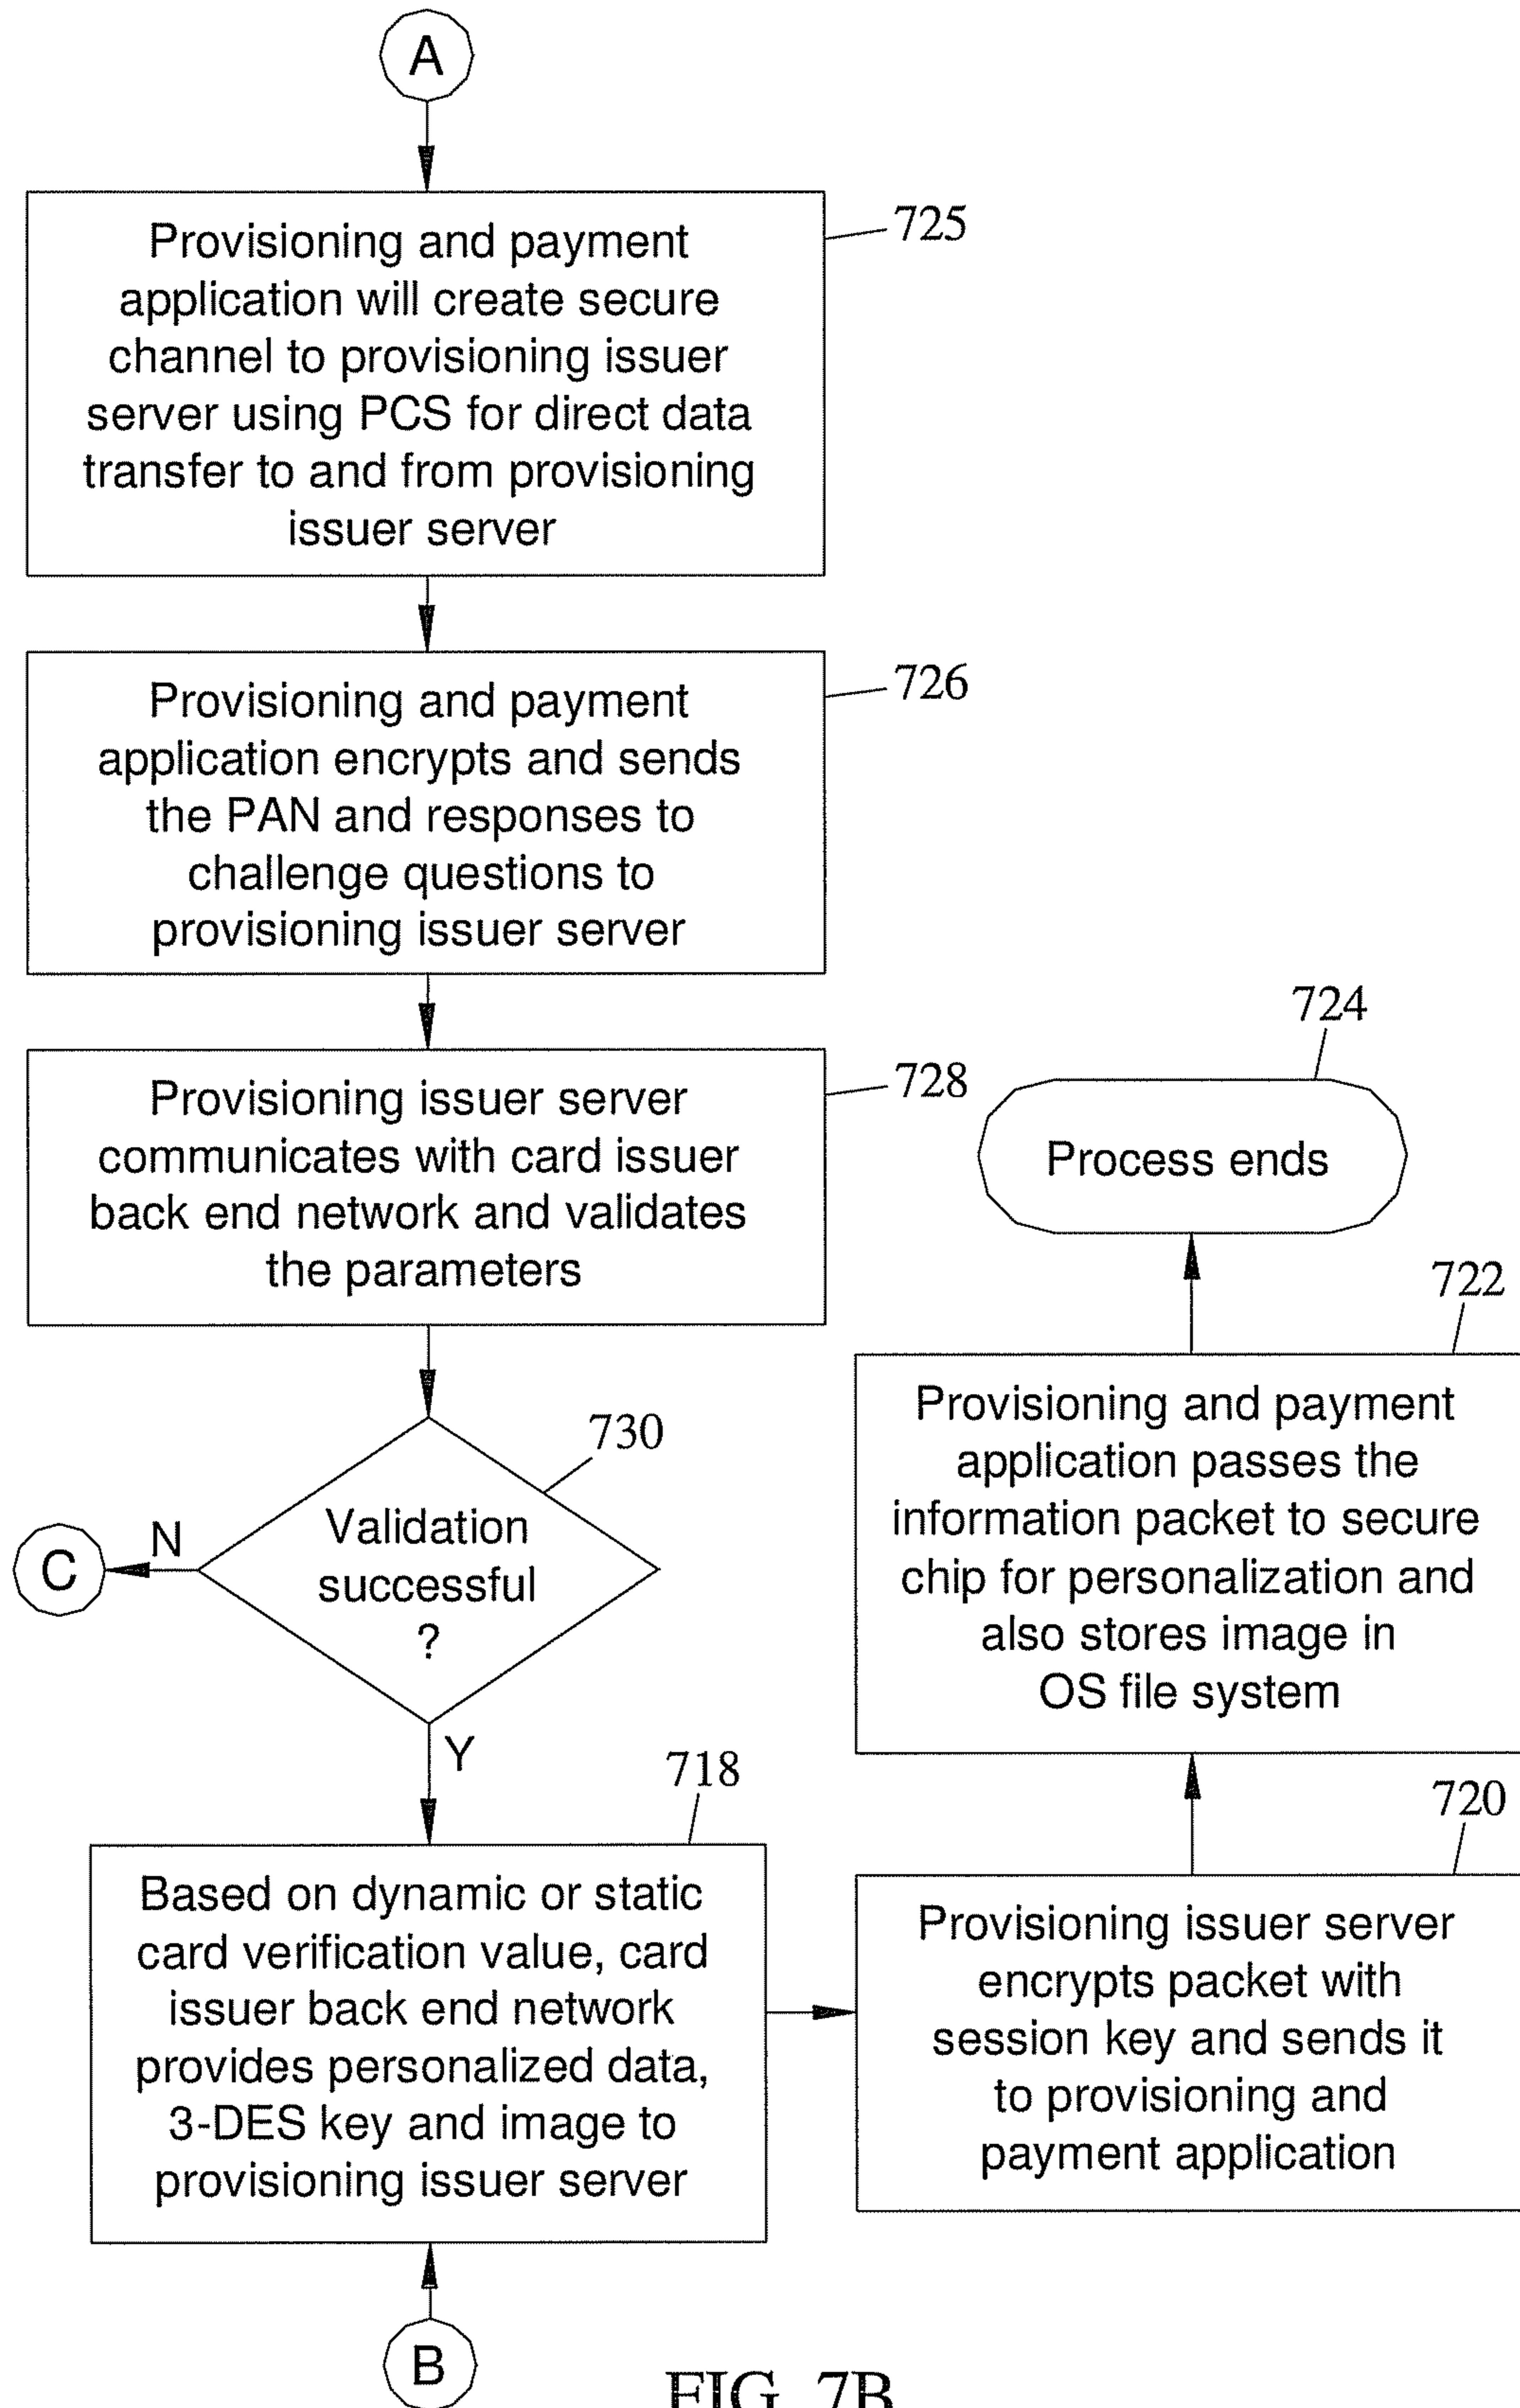 A
Provisioning and payment
application will create secure
channel to provisioning issuer
server using PCS for direct data
transfer to and from provisioning
issuer server
725
Provisioning and payment
application encrypts and sends
the PAN and responses to
challenge questions to
provisioning issuer server
726
Provisioning issuer server
communicates with card issuer
back end network and validates
the parameters
728
Validation
successful
?
730
N
C
Y
Based on dynamic or static
card verification value, card
issuer back end network
provides personalized data,
3-DES key and image to
provisioning issuer server
718
B
Provisioning issuer server
encrypts packet with
session key and sends it
to provisioning and
payment application
720
Provisioning and payment
application passes the
information packet to secure
chip for personalization and
also stores image in
OS file system
722
Process ends
724
FIG. 7B